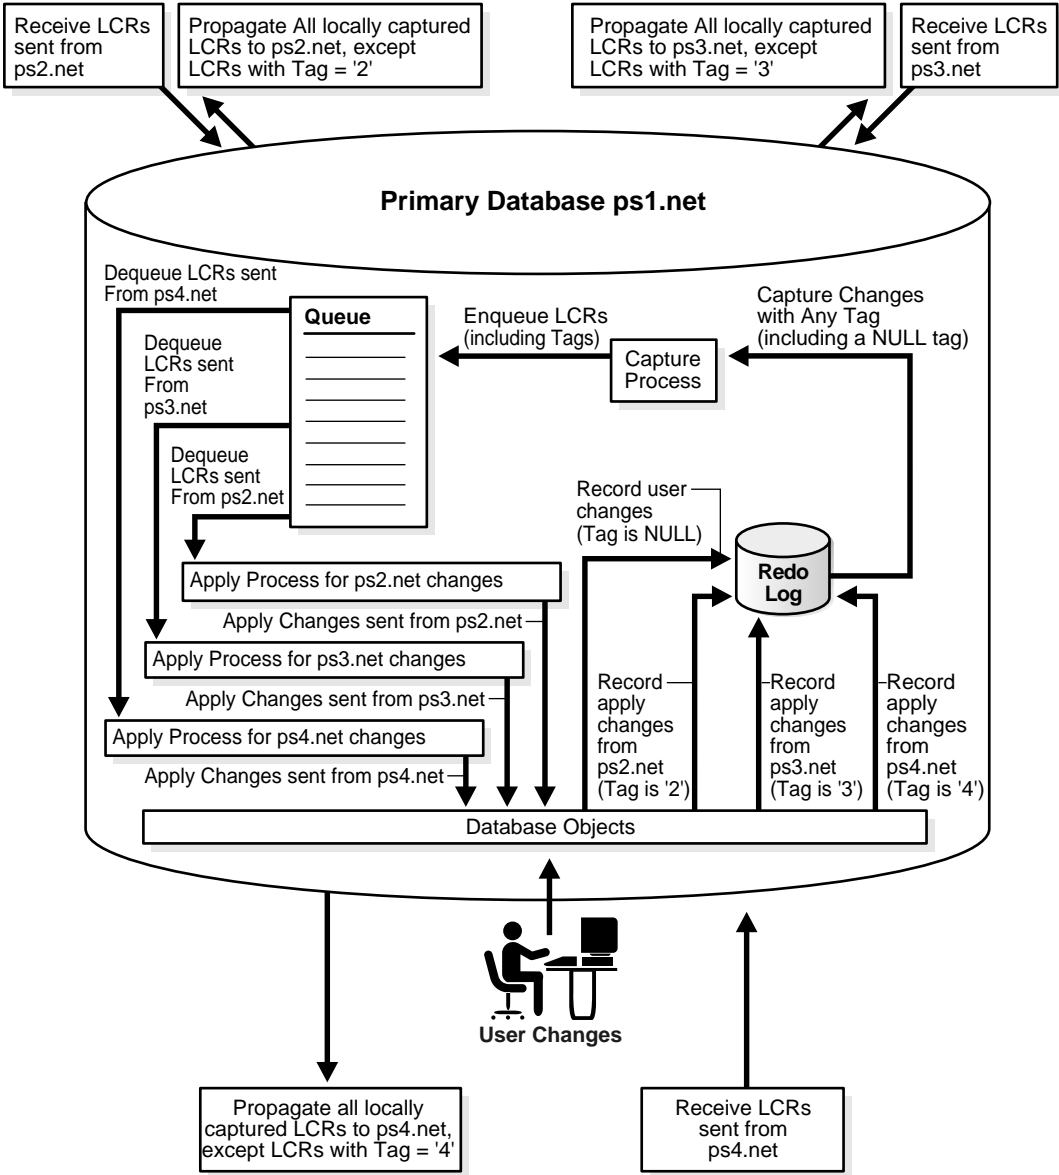 Receive LCRs
sent from
ps2.net
Propagate All locally captured
LCRs to ps2.net, except
LCRs with Tag = '2'
Propagate All locally captured
LCRs to ps3.net, except
LCRs with Tag = '3'
Receive LCRs
sent from
ps3.net
Primary Database ps1.net
Dequeue LCRs sent
From ps4.net
Dequeue
LCRs sent
From
ps3.net
Dequeue
LCRs sent
From ps2.net
Queue
Enqueue LCRs
(including Tags)
Capture
Process
Capture Changes
with Any Tag
(including a NULL tag)
Record user
changes
(Tag is NULL)
Redo
Log
Apply Process for ps2.net changes
Apply Changes sent from ps2.net
Apply Process for ps3.net changes
Apply Changes sent from ps3.net
Apply Process for ps4.net changes
Apply Changes sent from ps4.net
Record
apply
changes
from
ps2.net
(Tag is '2')
Record
apply
changes
from
ps3.net
(Tag is '3')
Record
apply
changes
from
ps4.net
(Tag is '4')
Database Objects
User Changes
Propagate all locally
captured LCRs to ps4.net,
except LCRs with Tag = '4'
Receive LCRs
sent from
ps4.net